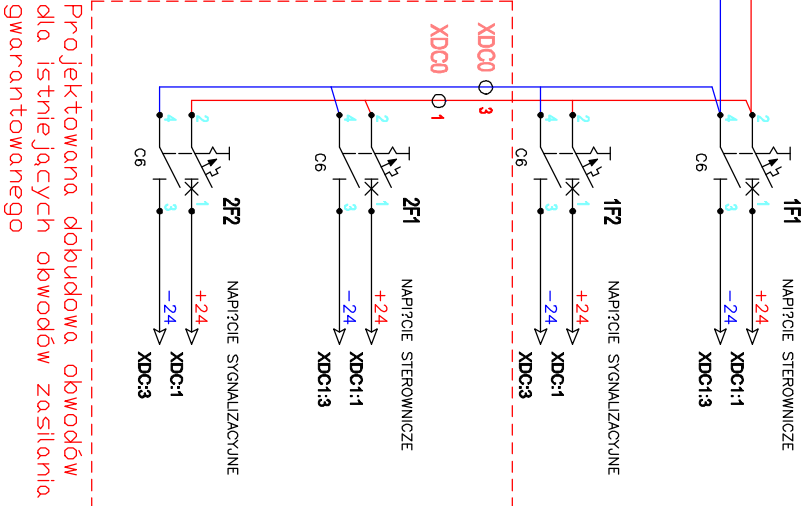 1F1
2
4
C6
1
3
+24
-24
XDC1:1
XDC1:3
NAPI?CIE STEROWNICZE
1F2
2
4
C6
1
3
+24
-24
XDC:1
XDC:3
NAPI?CIE SYGNALIZACYJNE
XDC0
3
XDC0
1
2F1
2
4
C6
1
3
+24
-24
XDC1:1
XDC1:3
NAPI?CIE STEROWNICZE
2F2
2
4
C6
1
3
+24
-24
XDC:1
XDC:3
NAPI?CIE SYGNALIZACYJNE
Projektowana dobudowa obwodów
dla istniejących obwodów zasilania
gwarantowanego